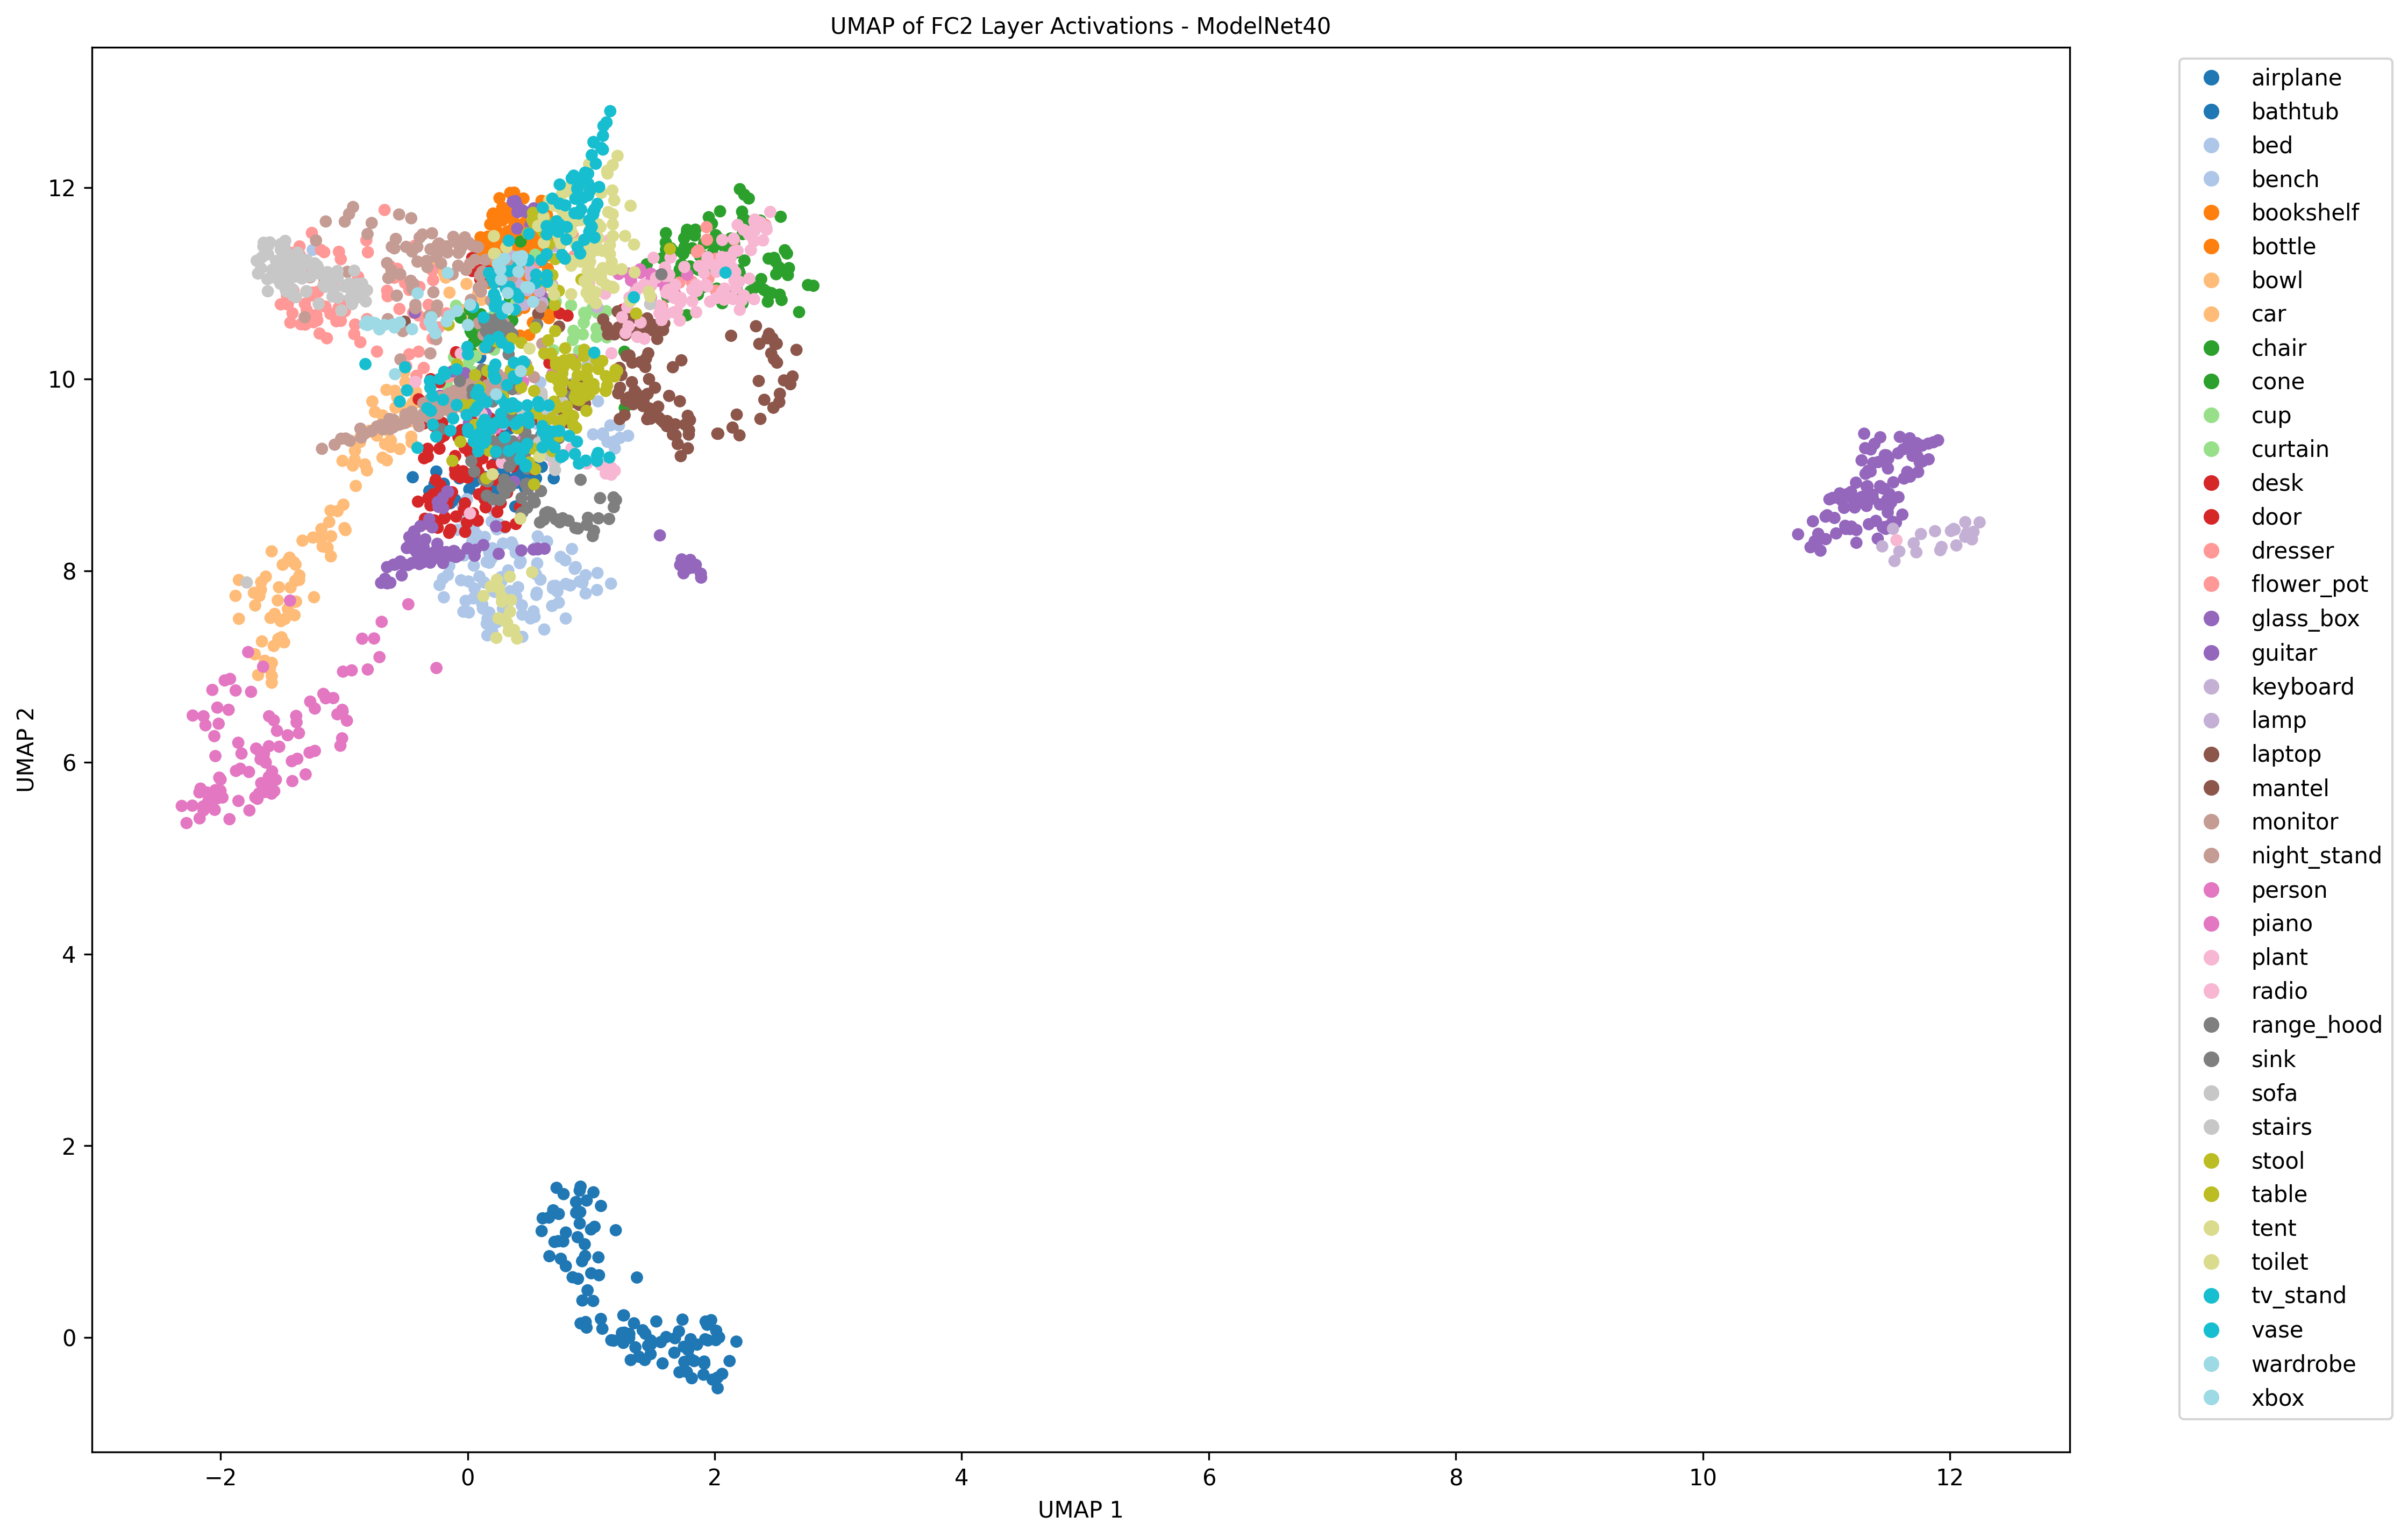 UMAP of FC2 Layer Activations - ModelNet40
UMAP 2
12
10
8
6
4
2
0
−2
0
2
4
6
8
10
12
UMAP 1
airplane
bathtub
bed
bench
bookshelf
bottle
bowl
car
chair
cone
cup
curtain
desk
door
dresser
flower_pot
glass_box
guitar
keyboard
lamp
laptop
mantel
monitor
night_stand
person
piano
plant
radio
range_hood
sink
sofa
stairs
stool
table
tent
toilet
tv_stand
vase
wardrobe
xbox